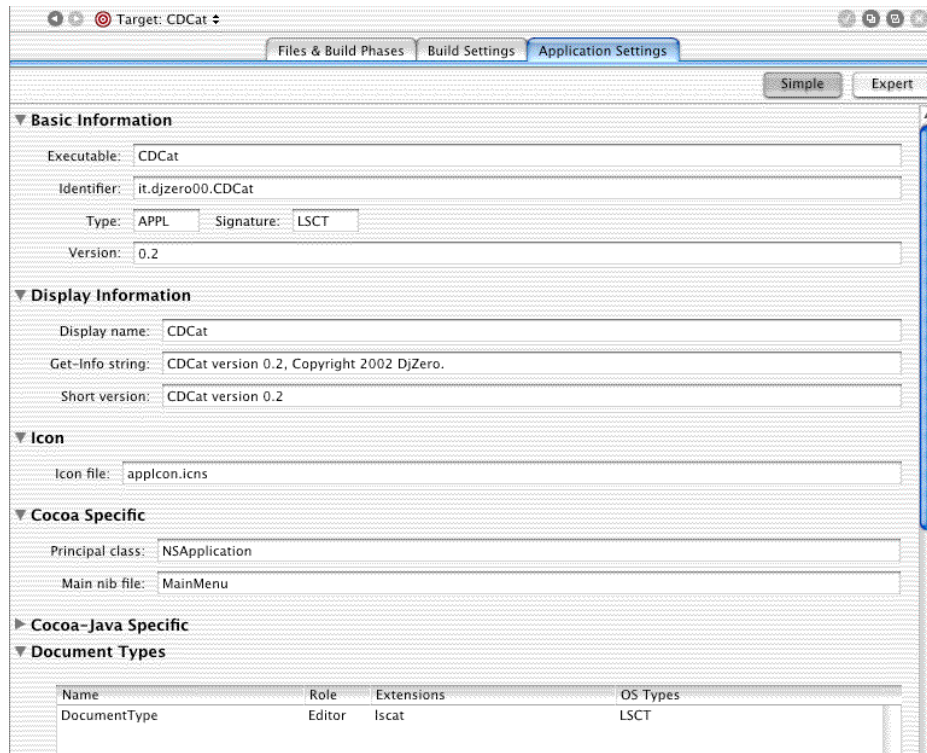 Target: CDCat
Files & Build Phases Build Settings Application Settings
Simple Expert
Basic Information
Executable: CDCat
Identifier: it.djzero00.CDCat
Type: APPL Signature: LSCT
Version: 0.2
Display Information
Display name: CDCat
Get-Info string: CDCat version 0.2, Copyright 2002 DjZero.
Short version: CDCat version 0.2
Icon
Icon file: appIcon.icns
Cocoa Specific
Principal class: NSApplication
Main nib file: MainMenu
Cocoa-Java Specific
Document Types
Name Role Extensions OS Types
DocumentType Editor lscat LSCT